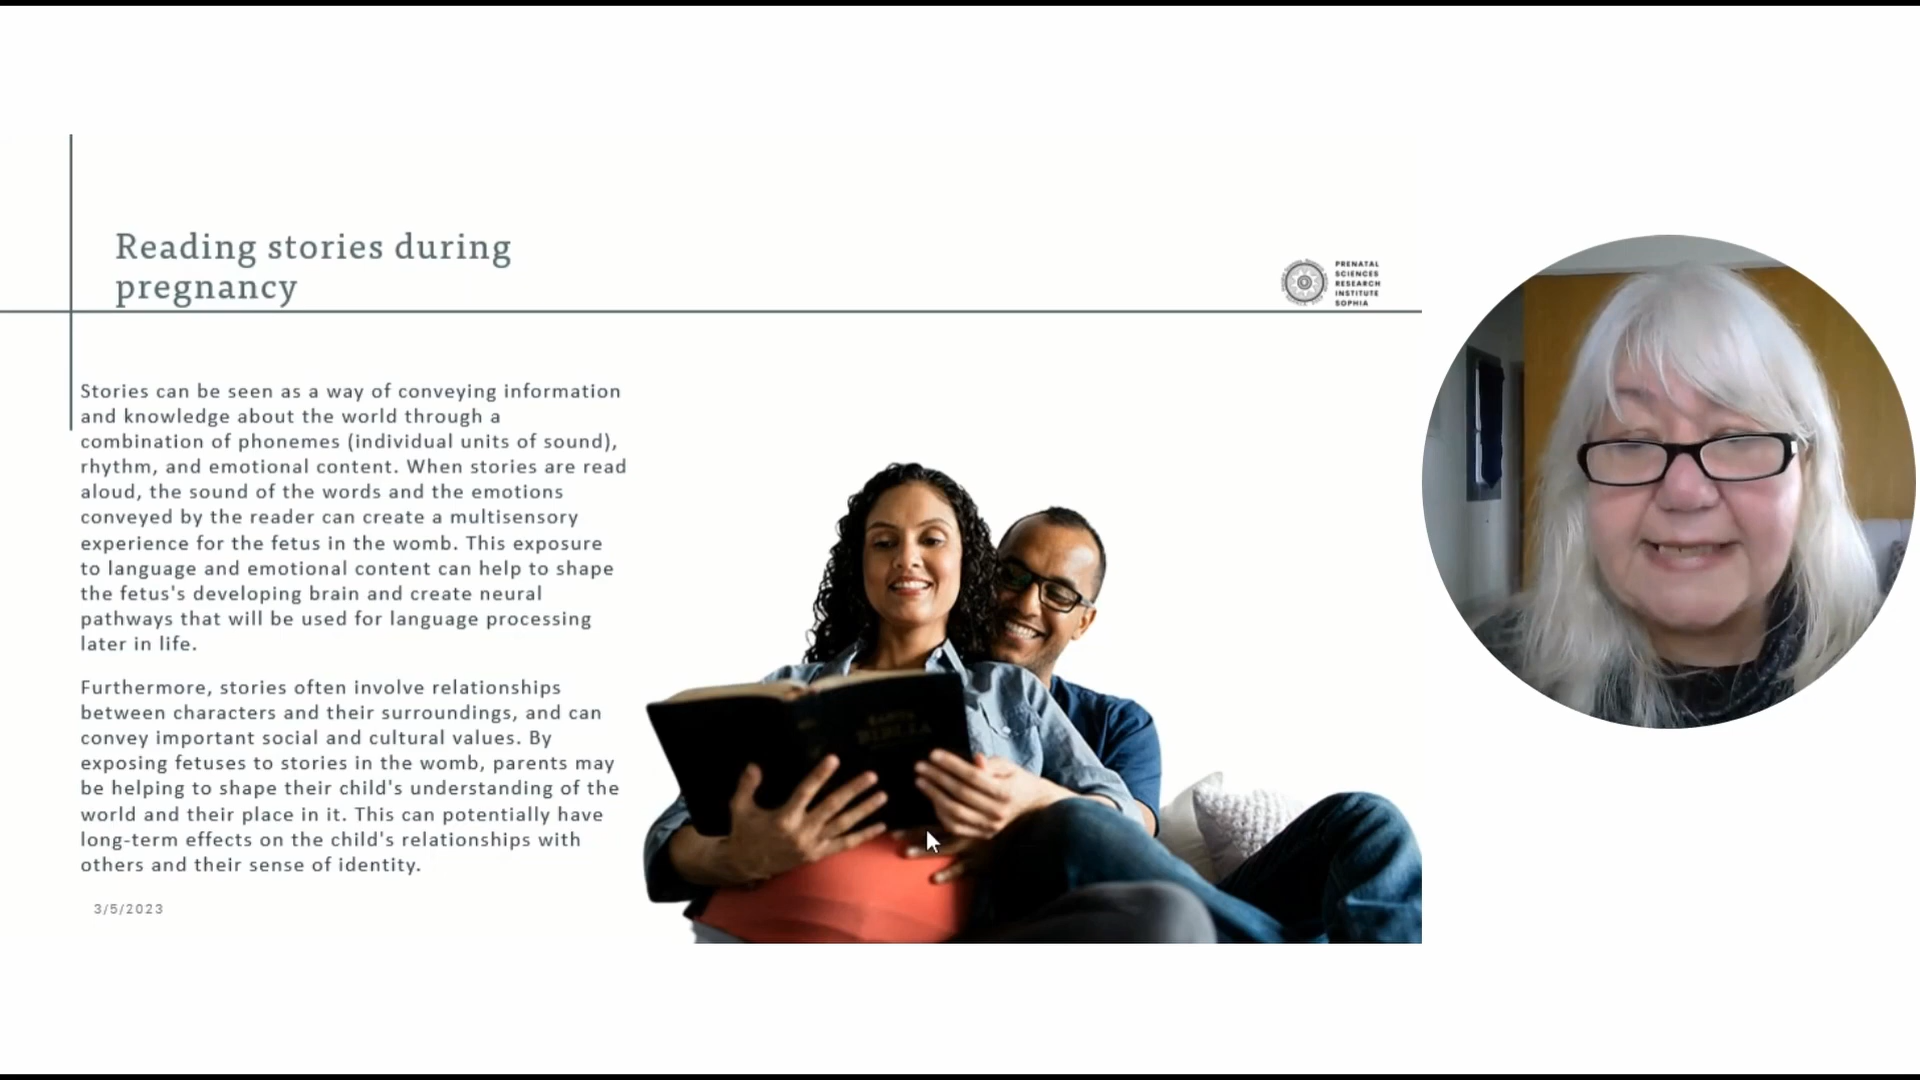 Reading stories during
pregnancy
PRENATAL
SCIENCES
RESEARCH
INSTITUTE
SOPHIA
Stories can be seen as a way of conveying information
and knowledge about the world through a
combination of phonemes (individual units of sound),
rhythm, and emotional content. When stories are read
aloud, the sound of the words and the emotions
conveyed by the reader can create a multisensory
experience for the fetus in the womb. This exposure
to language and emotional content can help to shape
the fetus's developing brain and create neural
pathways that will be used for language processing
later in life.
Furthermore, stories often involve relationships
between characters and their surroundings, and can
convey important social and cultural values. By
exposing fetuses to stories in the womb, parents may
be helping to shape their child's understanding of the
world and their place in it. This can potentially have
long-term effects on the child's relationships with
others and their sense of identity.
3/5/2023
SANTA
BIBLIA